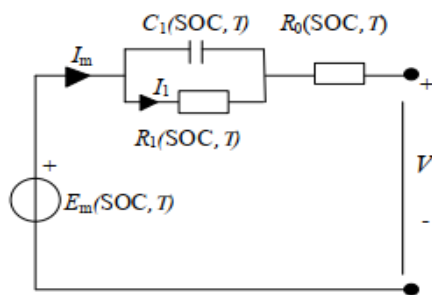 C₁(SOC, T)
R₀(SOC, T)
Iₘ
I₁
R₁(SOC, T)
+
+
Eₘ(SOC, T)
V
-